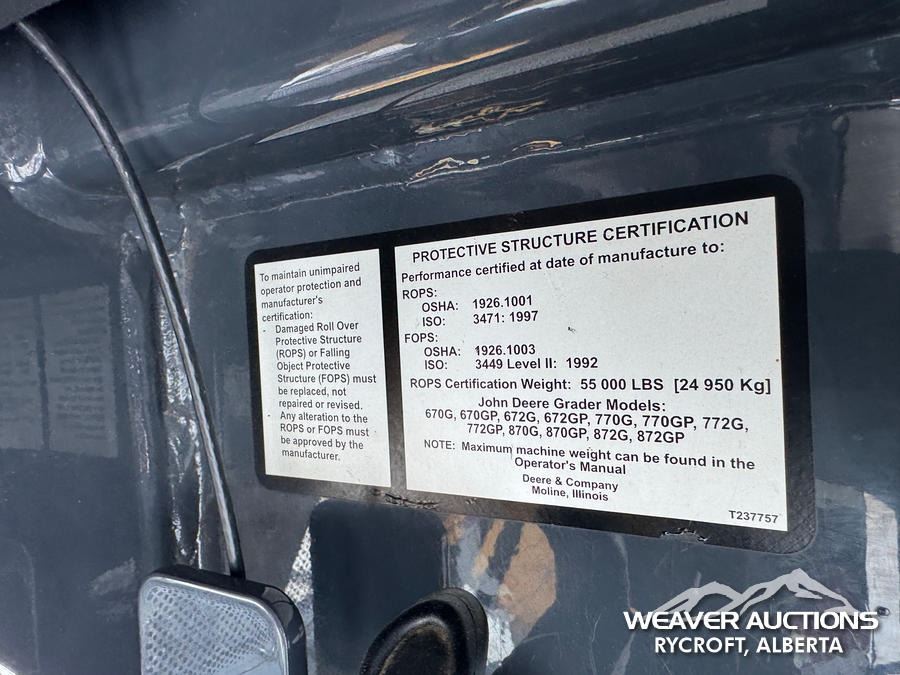 To maintain unimpaired
operator protection and
manufacturer's
certification:
- Damaged Roll Over
Protective Structure
(ROPS) or Falling
Object Protective
Structure (FOPS) must
be replaced, not
repaired or revised.
- Any alteration to the
ROPS or FOPS must
be approved by the
manufacturer.
PROTECTIVE STRUCTURE CERTIFICATION
Performance certified at date of manufacture to:
ROPS:
OSHA: 1926.1001
ISO: 3471: 1997
FOPS:
OSHA: 1926.1003
ISO: 3449 Level II: 1992
ROPS Certification Weight: 55 000 LBS [24 950 Kg]
John Deere Grader Models:
670G, 670GP, 672G, 672GP, 770G, 770GP, 772G,
772GP, 870G, 870GP, 872G, 872GP
NOTE: Maximum machine weight can be found in the
Operator's Manual
Deere & Company
Moline, Illinois
T237757
WEAVER AUCTIONS
RYCROFT, ALBERTA